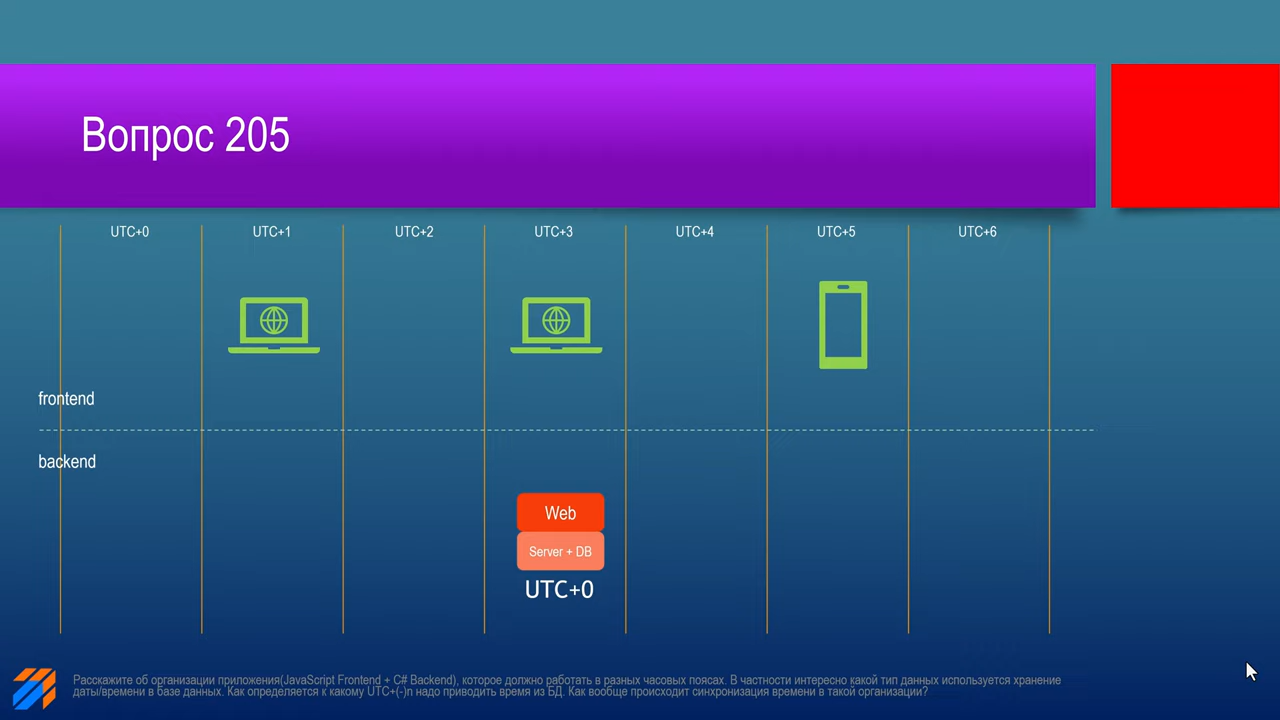 Вопрос 205
UTC+0 UTC+1 UTC+2 UTC+3 UTC+4 UTC+5 UTC+6
frontend
backend
Web
Server + DB
UTC+0
Расскажите об организации приложения(JavaScript Frontend + C# Backend), которое должно работать в разных часовых поясах. В частности интересно какой тип данных используется хранение
даты/времени в базе данных. Как определяется к какому UTC+(-)n надо приводить время из БД. Как вообще происходит синхронизация времени в такой организации?